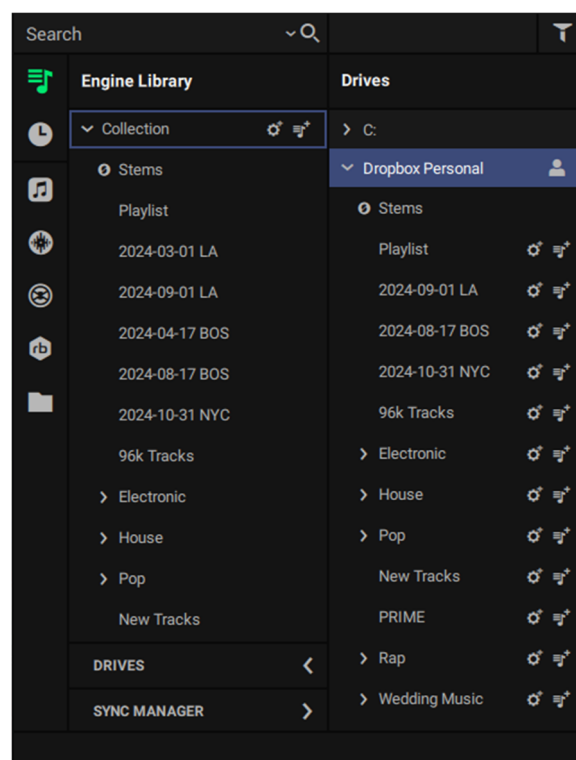 Search
Engine Library
Collection
Stems
Playlist
2024-03-01 LA
2024-09-01 LA
2024-04-17 BOS
2024-08-17 BOS
2024-10-31 NYC
96k Tracks
Electronic
House
Pop
New Tracks
DRIVES
SYNC MANAGER
rb
Drives
C:
Dropbox Personal
Stems
Playlist
2024-09-01 LA
2024-08-17 BOS
2024-10-31 NYC
96k Tracks
Electronic
House
Pop
New Tracks
PRIME
Rap
Wedding Music